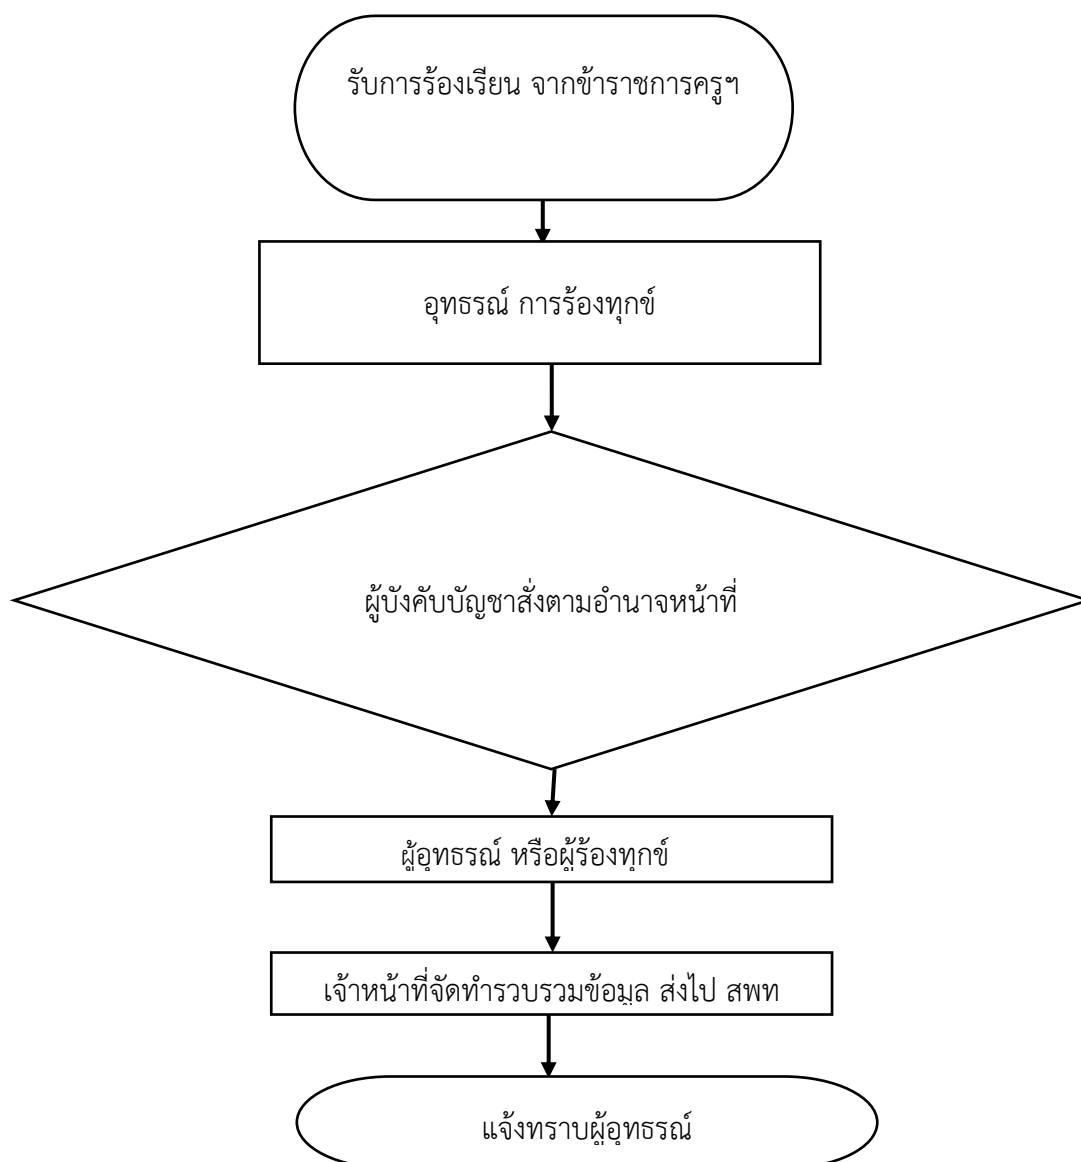 รับการร้องเรียน จากข้าราชการครูฯ
อุทธรณ์ การร้องทุกข์
ผู้บังคับบัญชาสั่งตามอำนาจหน้าที่
ผู้อุทธรณ์ หรือผู้ร้องทุกข์
เจ้าหน้าที่จัดทำรวบรวมข้อมูล ส่งไป สพท
แจ้งทราบผู้อุทธรณ์